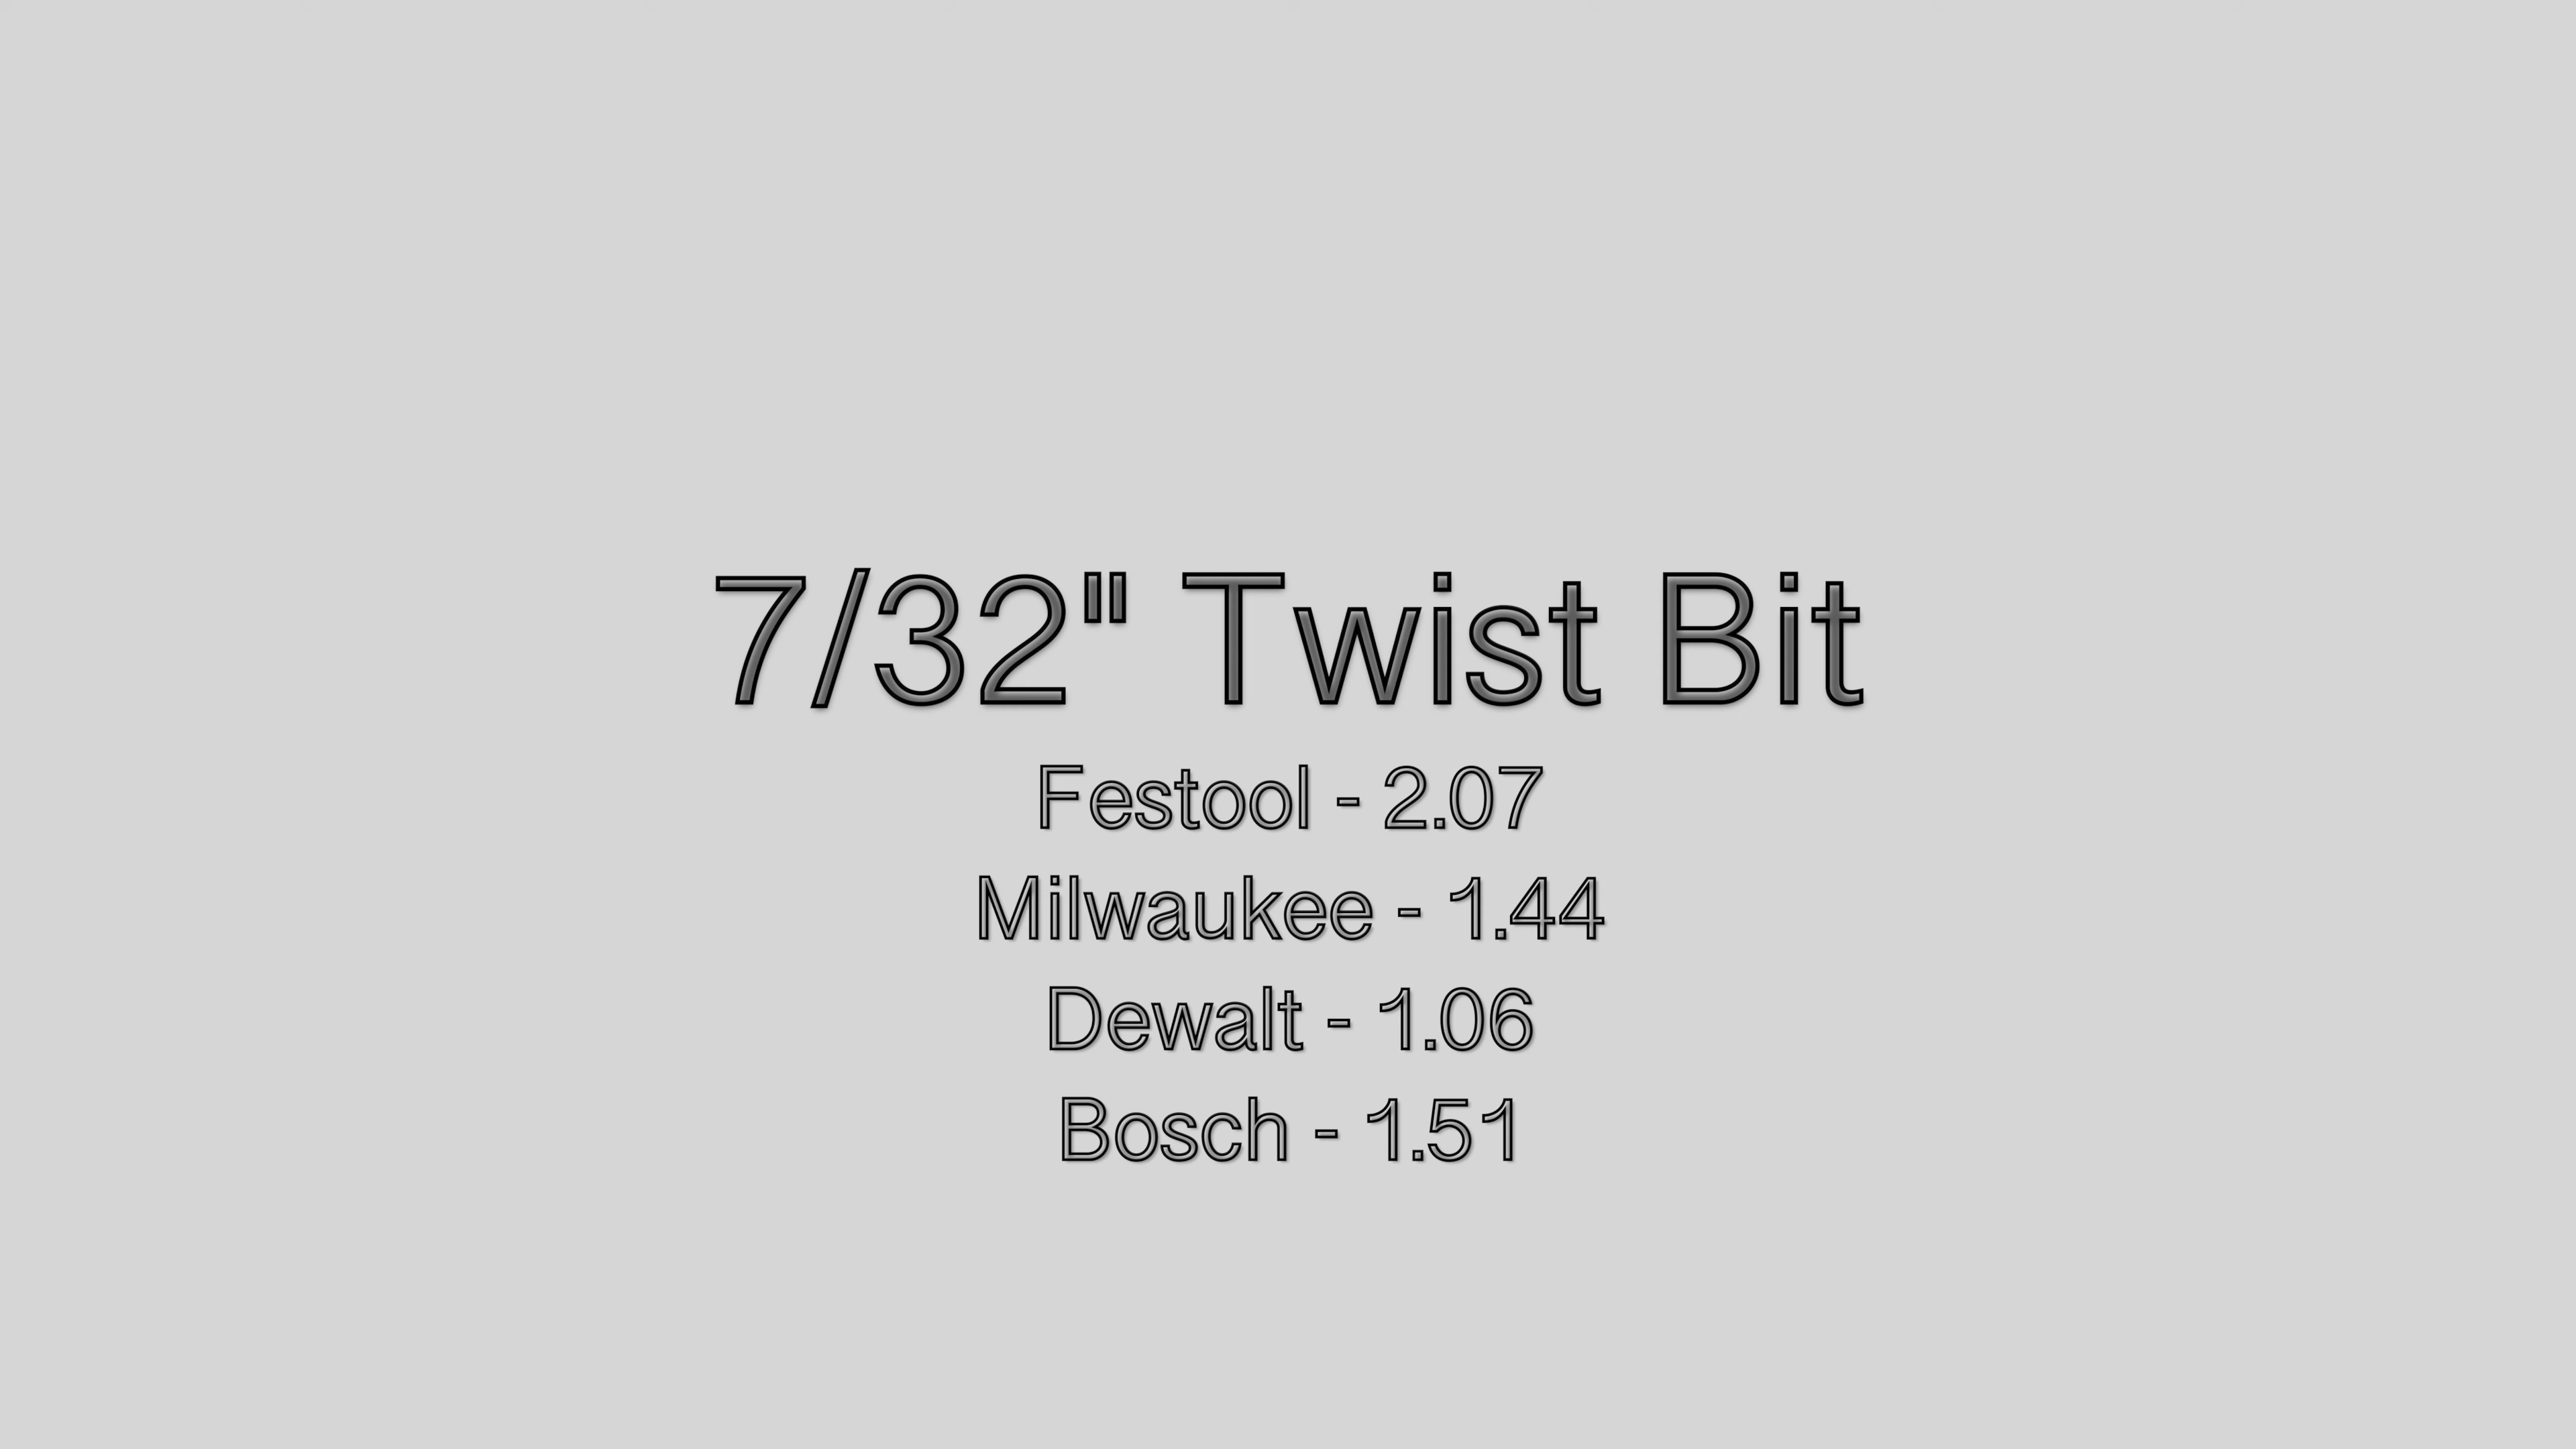 7/32" Twist Bit
Festool - 2.07
Milwaukee - 1.44
Dewalt - 1.06
Bosch - 1.51